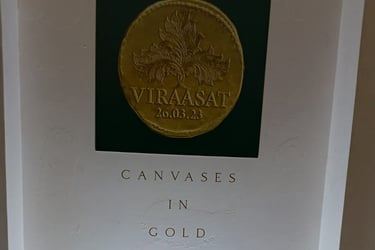 VIRAASAT
26.03.23
CANVASES
IN
GOLD